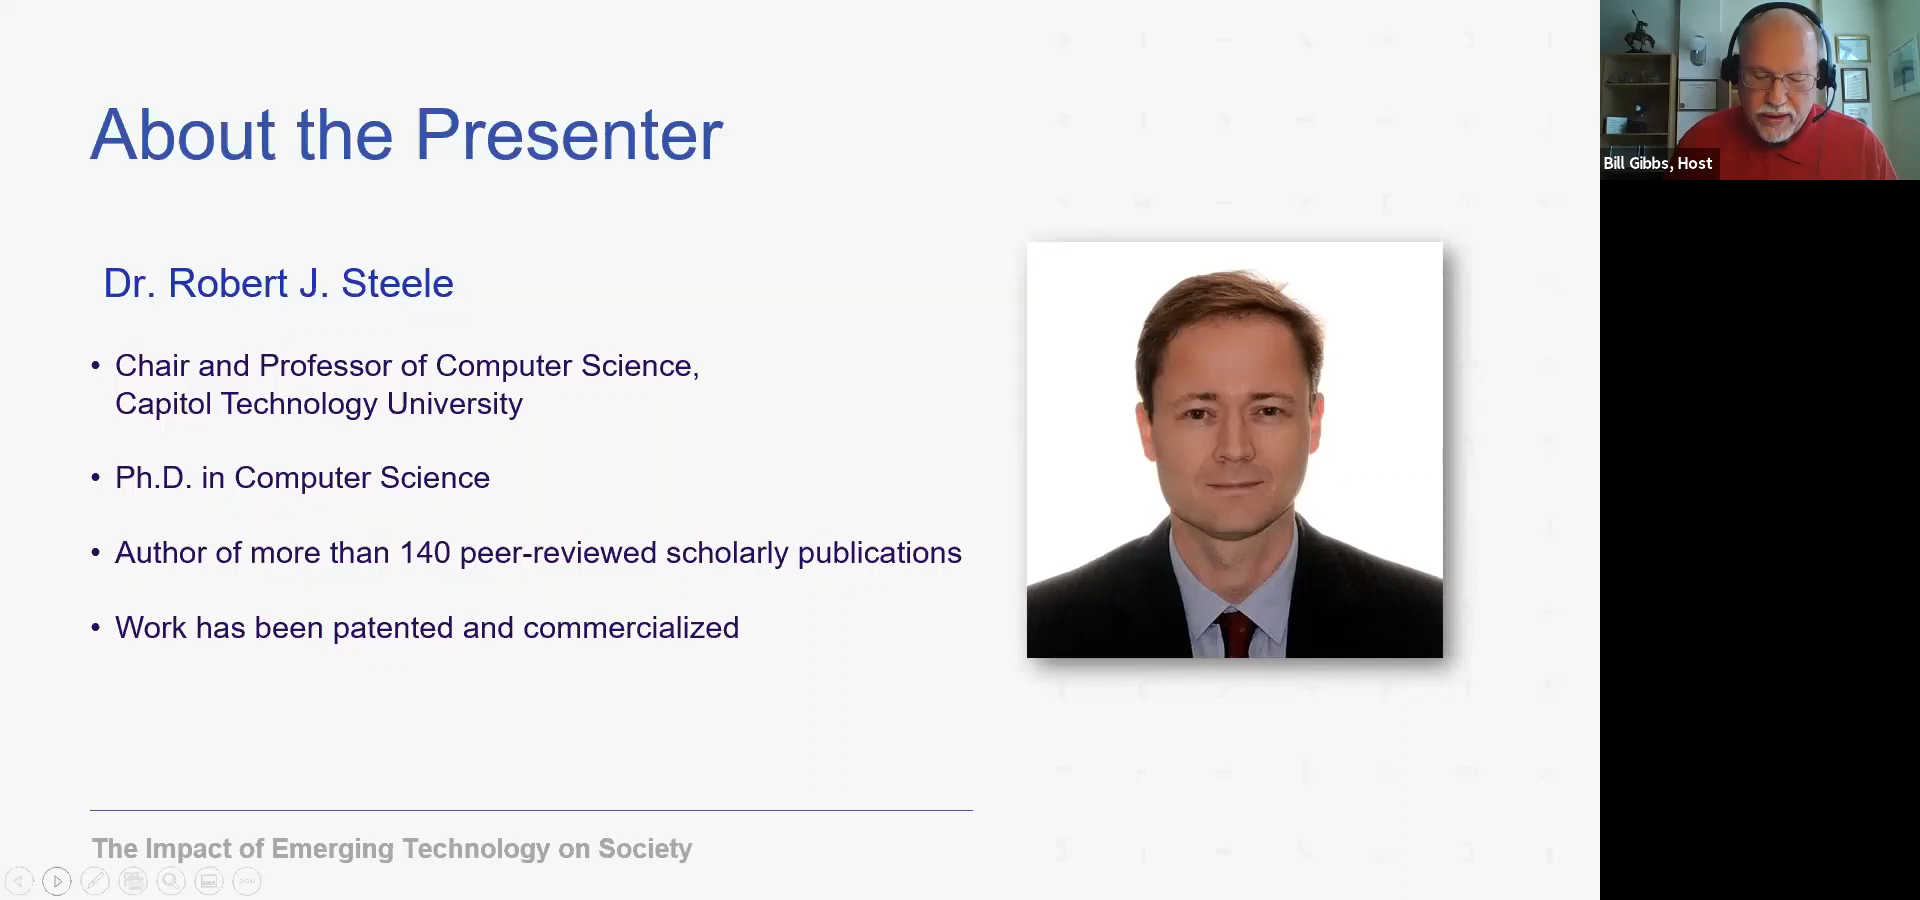 About the Presenter
Dr. Robert J. Steele
• Chair and Professor of Computer Science,
Capitol Technology University
• Ph.D. in Computer Science
• Author of more than 140 peer-reviewed scholarly publications
• Work has been patented and commercialized
The Impact of Emerging Technology on Society
Bill Gibbs, Host